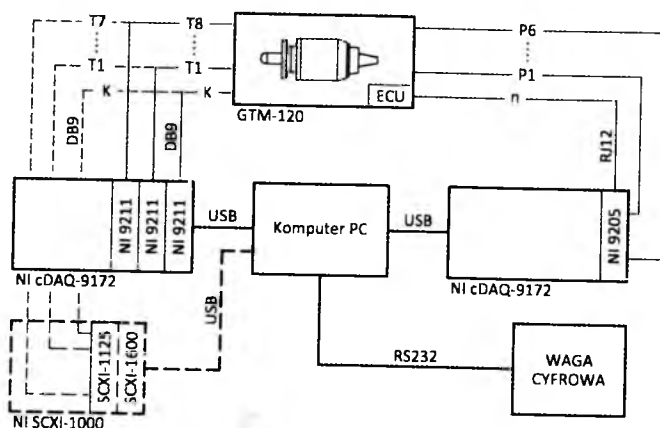 T7 T8 P6
T1 T1 P1
K K ECU n
GTM-120
DB9 DB9 RJ12
NI 9211 NI 9211 NI 9211 USB Komputer PC USB NI 9205
NI cDAQ-9172 NI cDAQ-9172
USB
SCXI-1125 SCXI-1600
RS232 WAGA
CYFROWA
NI SCXI-1000